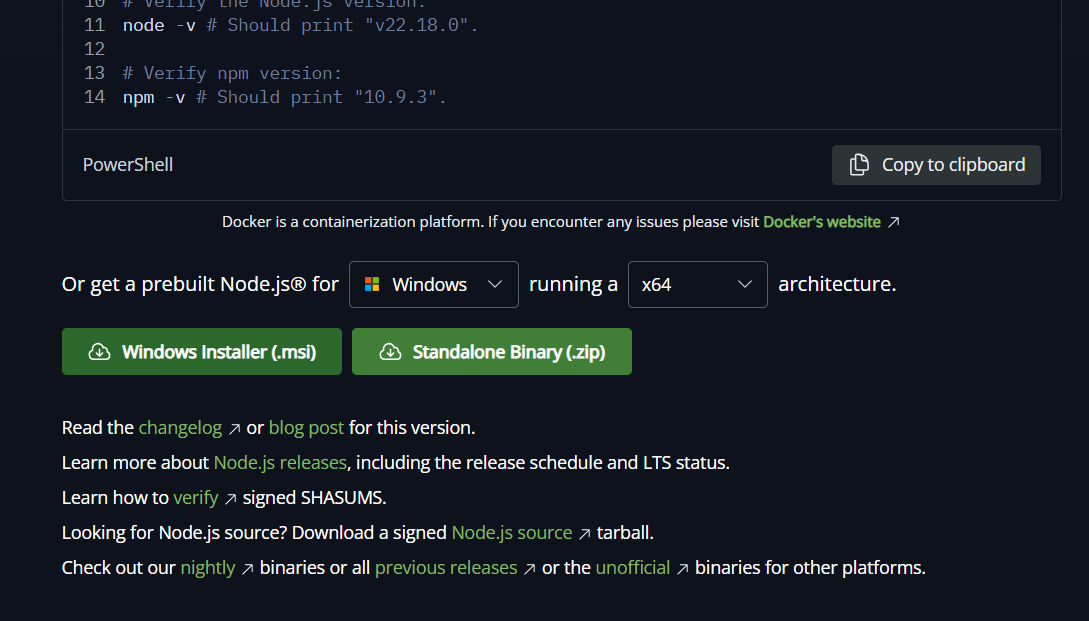 10 # Verify the Node.js version:
11 node -v # Should print "v22.18.0".
12
13 # Verify npm version:
14 npm -v # Should print "10.9.3".
PowerShell Copy to clipboard
Docker is a containerization platform. If you encounter any issues please visit Docker's website ↗
Or get a prebuilt Node.js® for Windows running a x64 architecture.
Windows Installer (.msi) Standalone Binary (.zip)
Read the changelog ↗ or blog post for this version.
Learn more about Node.js releases, including the release schedule and LTS status.
Learn how to verify ↗ signed SHASUMS.
Looking for Node.js source? Download a signed Node.js source ↗ tarball.
Check out our nightly ↗ binaries or all previous releases ↗ or the unofficial ↗ binaries for other platforms.